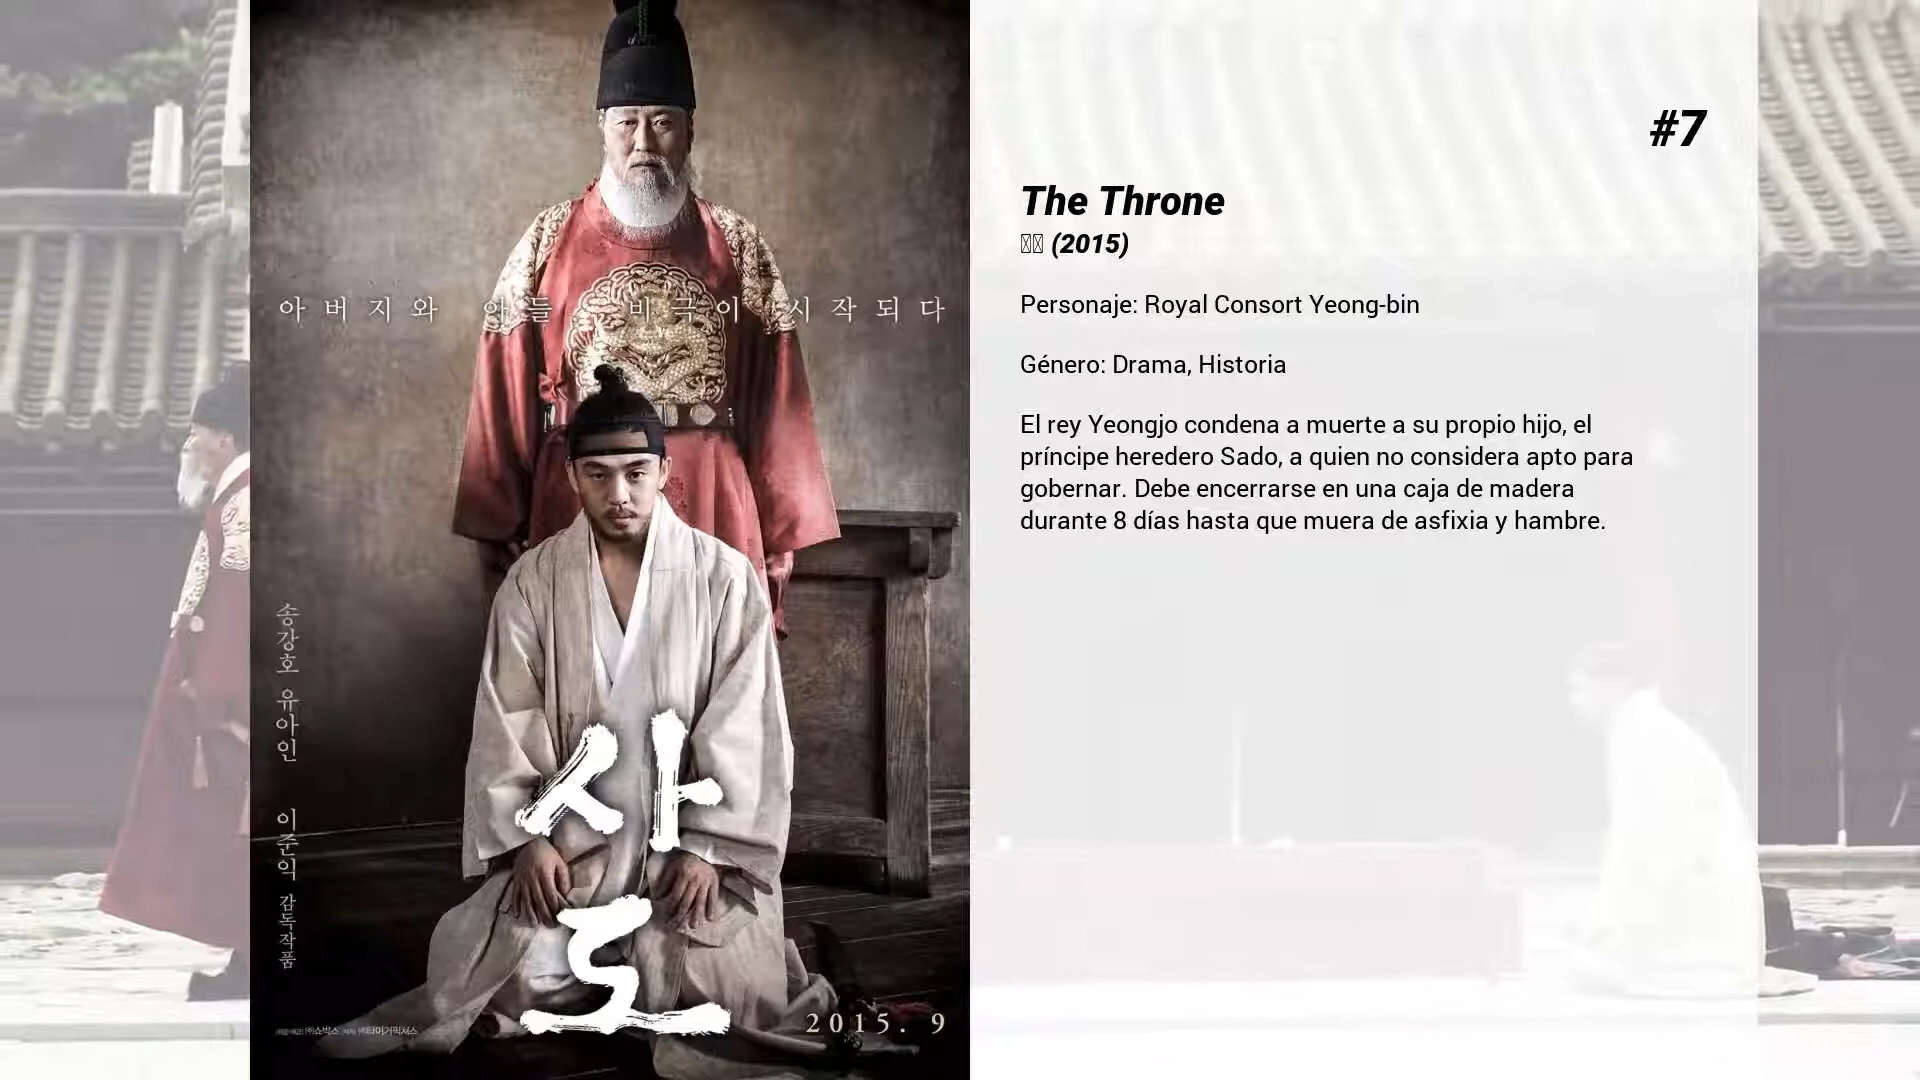 아버지와 아들, 비극이 시작되다
송강호 유아인
이준익 감독작품
사도
2015. 9
#7
The Throne
(2015)
Personaje: Royal Consort Yeong-bin
Género: Drama, Historia
El rey Yeongjo condena a muerte a su propio hijo, el
príncipe heredero Sado, a quien no considera apto para
gobernar. Debe encerrarse en una caja de madera
durante 8 días hasta que muera de asfixia y hambre.